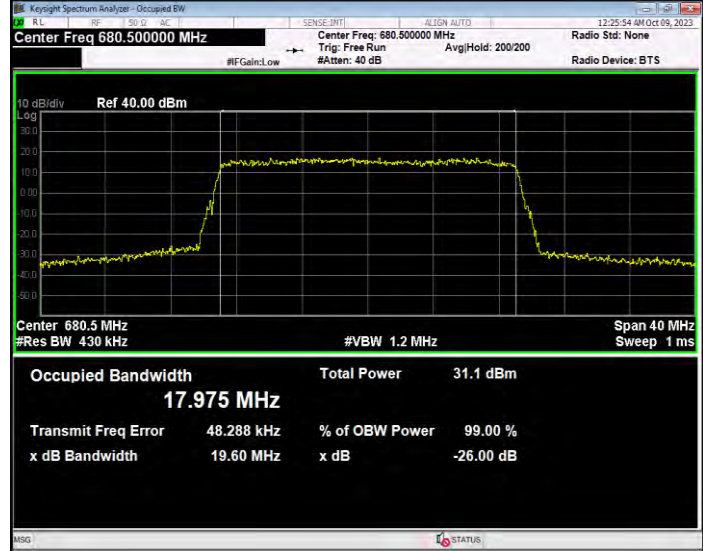 Keysight Spectrum Analyzer - Occupied BW
RL RF 50 Ω AC SENSE:INT ALIGN AUTO 12:25:54 AM Oct 09, 2023
Center Freq 680.500000 MHz Center Freq: 680.500000 MHz Radio Std: None
Trig: Free Run Avg|Hold: 200/200
#IFGain:Low #Atten: 40 dB Radio Device: BTS
10 dB/div Ref 40.00 dBm
Log
30.0
20.0
10.0
0.00
-10.0
-20.0
-30.0
-40.0
-50.0
Center 680.5 MHz Span 40 MHz
#Res BW 430 kHz #VBW 1.2 MHz Sweep 1 ms
Occupied Bandwidth Total Power 31.1 dBm
17.975 MHz
Transmit Freq Error 48.288 kHz % of OBW Power 99.00 %
x dB Bandwidth 19.60 MHz x dB -26.00 dB
MSG STATUS